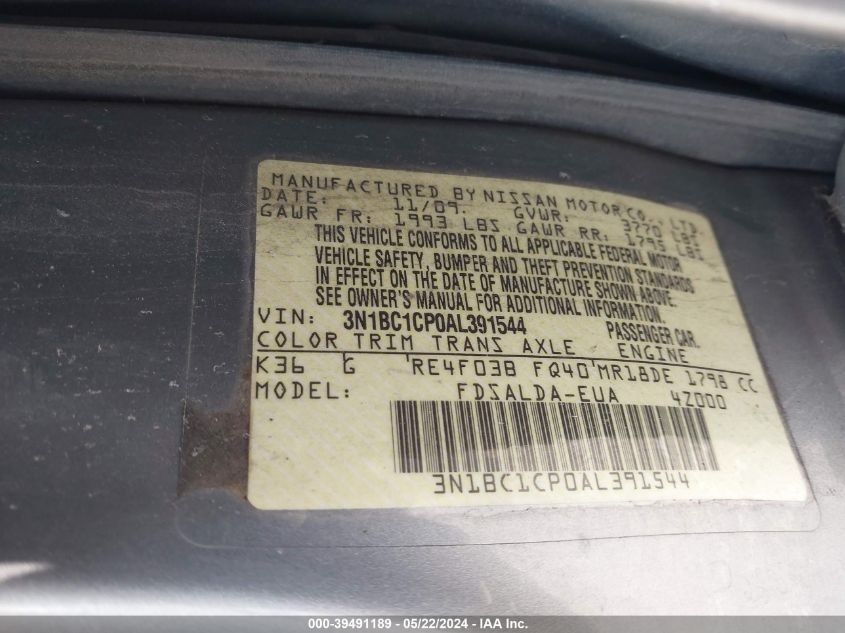 MANUFACTURED BY NISSAN MOTOR CO., LTD.
DATE: 11/09. GVWR: 3770 LBS
GAWR FR: 1993 LBS GAWR RR: 1795 LBS
THIS VEHICLE CONFORMS TO ALL APPLICABLE FEDERAL MOTOR
VEHICLE SAFETY, BUMPER AND THEFT PREVENTION STANDARDS
IN EFFECT ON THE DATE OF MANUFACTURE SHOWN ABOVE.
SEE OWNER'S MANUAL FOR ADDITIONAL INFORMATION.
VIN: 3N1BC1CP0AL391544 PASSENGER CAR.
COLOR TRIM TRANS AXLE ENGINE
K36 G 'RE4F03B FQ40'MR18DE 1798 CC
MODEL: FDSALDA-EUA 4Z000
3N1BC1CP0AL391544
000-39491189 - 05/22/2024 - IAA Inc.